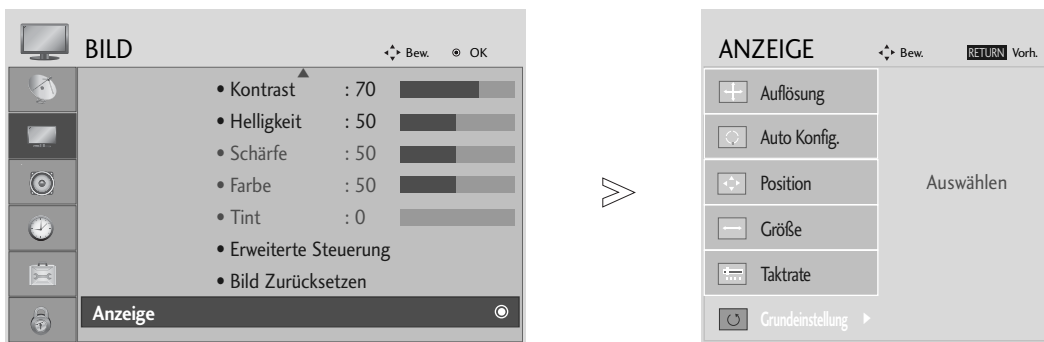 BILD
Bew. OK
• Kontrast : 70
• Helligkeit : 50
• Schärfe : 50
• Farbe : 50
• Tint : 0
• Erweiterte Steuerung
• Bild Zurücksetzen
Anzeige
ANZEIGE
Bew. RETURN Vorh.
Auflösung
Auto Konfig.
Position
Größe
Taktrate
Grundeinstellung
Auswählen